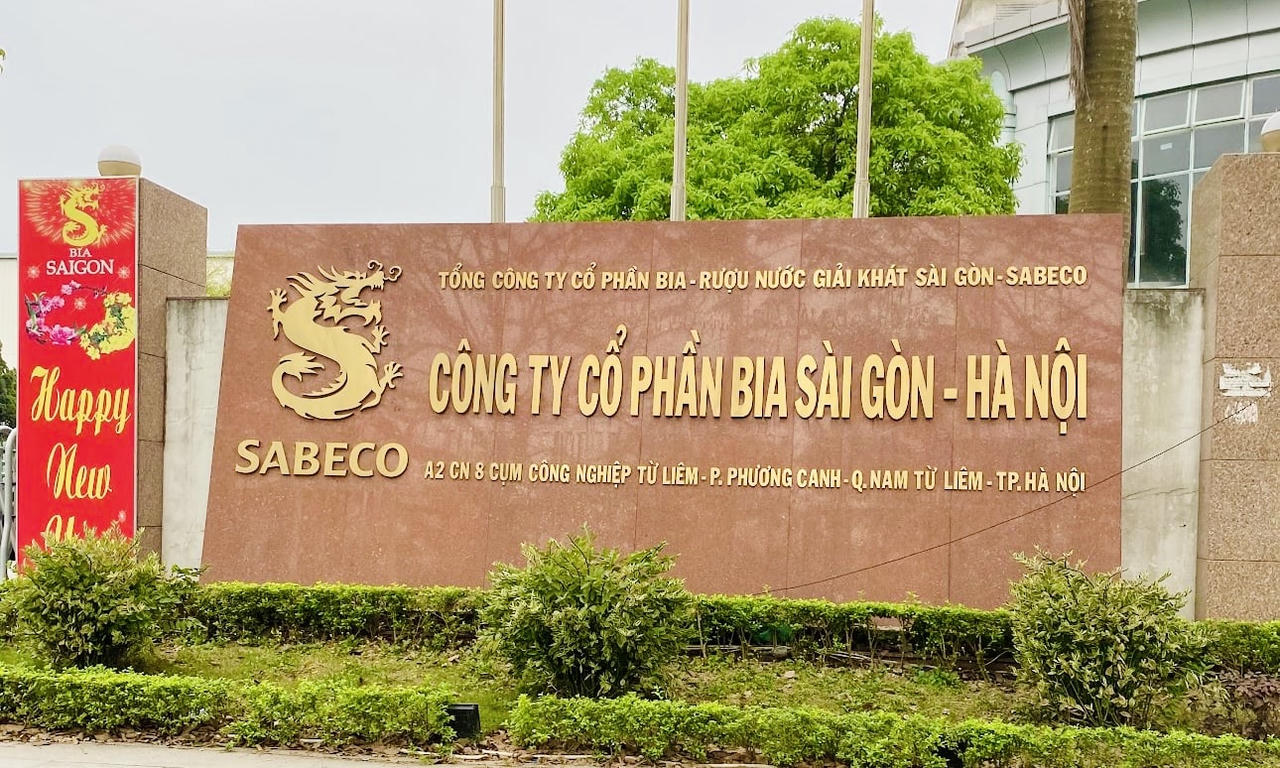 BIA
SAIGON
Happy
New
TỔNG CÔNG TY CỔ PHẦN BIA - RƯỢU NƯỚC GIẢI KHÁT SÀI GÒN - SABECO
CÔNG TY CỔ PHẦN BIA SÀI GÒN - HÀ NỘI
SABECO
A2 CN 8 CỤM CÔNG NGHIỆP TỪ LIÊM - P. PHƯƠNG CANH - Q. NAM TỪ LIÊM - TP. HÀ NỘI